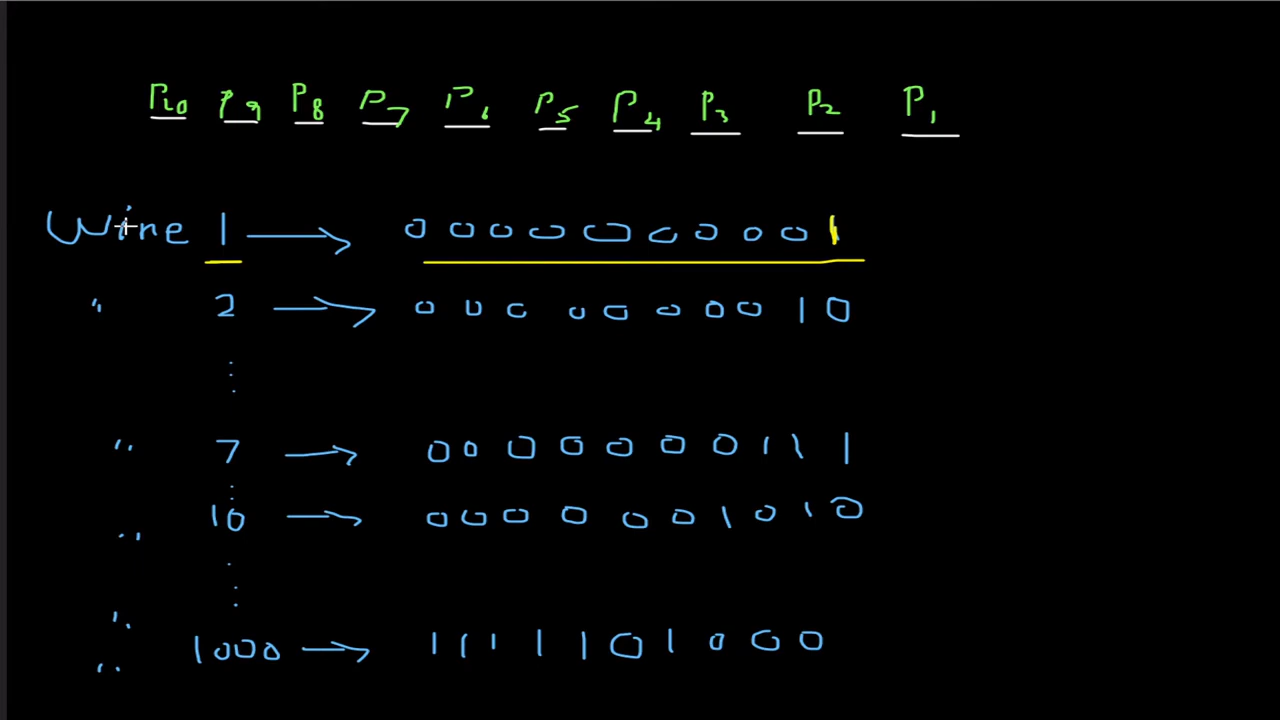 P10 P9 P8 P7 P6 P5 P4 P3 P2 P1
Wine 1 → 0000000001
" 2 → 0000000010
" 7 → 0000000111
" 10 → 0000001010
" 1000 → 1111101000
"